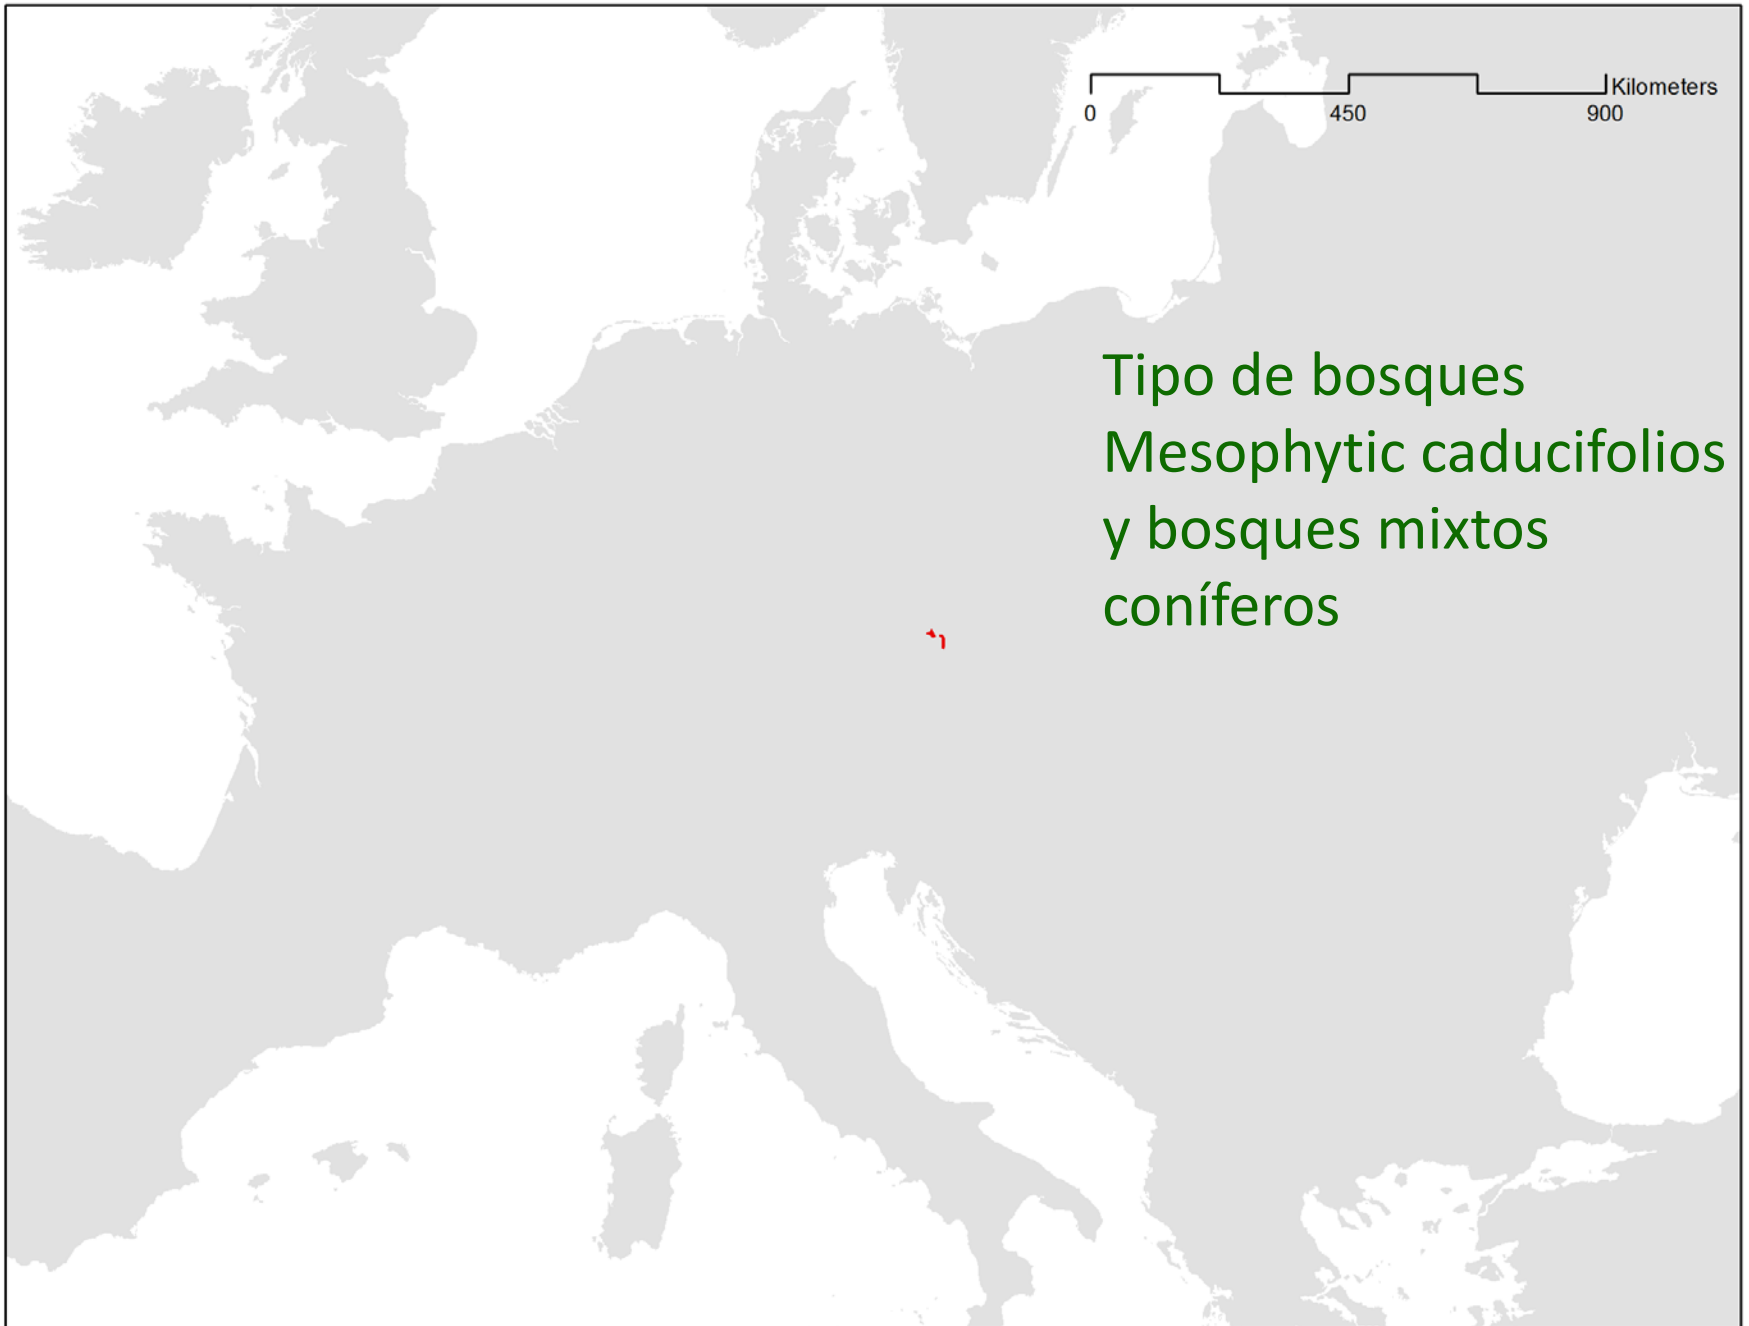 Kilometers
0 450 900
Tipo de bosques
Mesophytic caducifolios
y bosques mixtos
coníferos